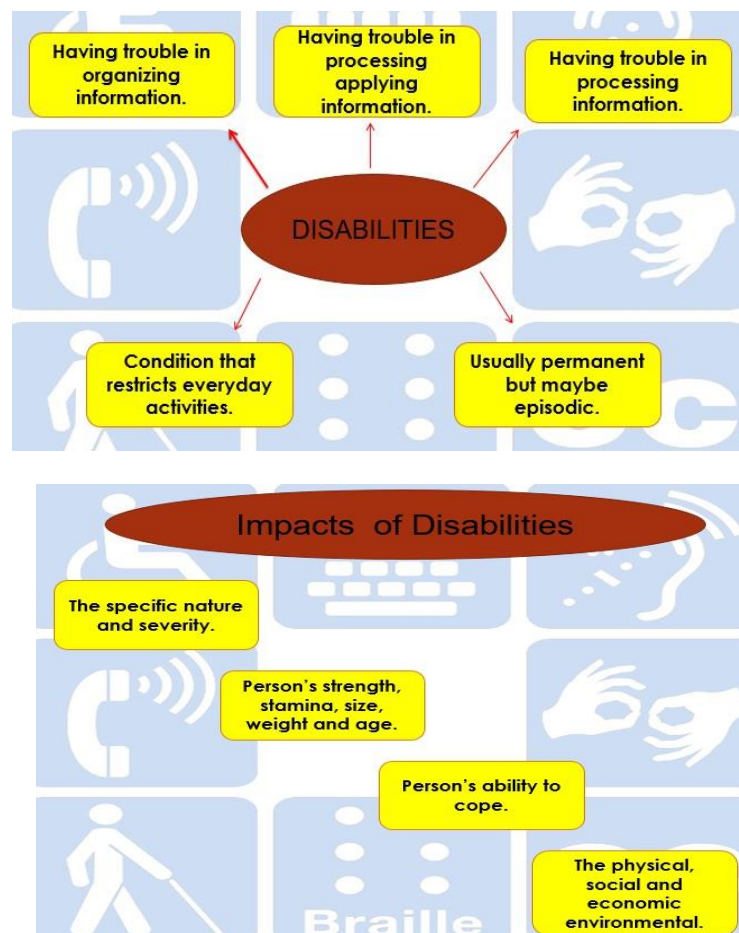 Having trouble in
organizing
information.
Having trouble in
processing
applying
information.
Having trouble in
processing
information.
DISABILITIES
Condition that
restricts everyday
activities.
Usually permanent
but maybe
episodic.
Impacts of Disabilities
The specific nature
and severity.
Person's strength,
stamina, size,
weight and age.
Person's ability to
cope.
The physical,
social and
economic
environmental.
Braille